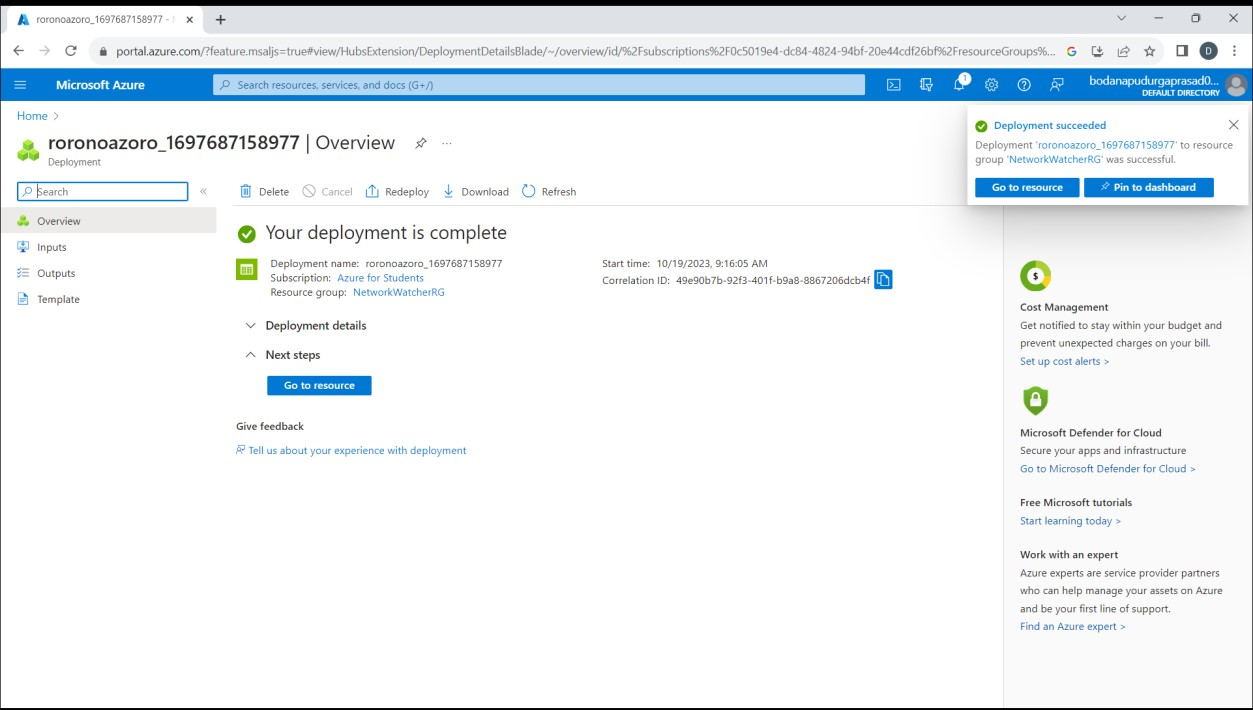 roronoazoro_1697687158977 -
portal.azure.com/?feature.msaljs=true#view/HubsExtension/DeploymentDetailsBlade/~/overview/id/%2Fsubscriptions%2F0c5019e4-dc84-4824-94bf-20e44cdf26bf%2FresourceGroups%...
G
D
Microsoft Azure
Search resources, services, and docs (G+/)
1
bodanapudurgaprasad0...
DEFAULT DIRECTORY
Home >
roronoazoro_1697687158977 | Overview
...
Deployment
Deployment succeeded
Deployment 'roronoazoro_1697687158977' to resource
group 'NetworkWatcherRG' was successful.
Go to resource
Pin to dashboard
Search
«
Delete
Cancel
Redeploy
Download
Refresh
Overview
Inputs
Outputs
Template
Your deployment is complete
Deployment name: roronoazoro_1697687158977
Subscription: Azure for Students
Resource group: NetworkWatcherRG
Start time: 10/19/2023, 9:16:05 AM
Correlation ID: 49e90b7b-92f3-401f-b9a8-8867206dcb4f
Deployment details
Next steps
Go to resource
Give feedback
Tell us about your experience with deployment
$
Cost Management
Get notified to stay within your budget and
prevent unexpected charges on your bill.
Set up cost alerts >
Microsoft Defender for Cloud
Secure your apps and infrastructure
Go to Microsoft Defender for Cloud >
Free Microsoft tutorials
Start learning today >
Work with an expert
Azure experts are service provider partners
who can help manage your assets on Azure
and be your first line of support.
Find an Azure expert >